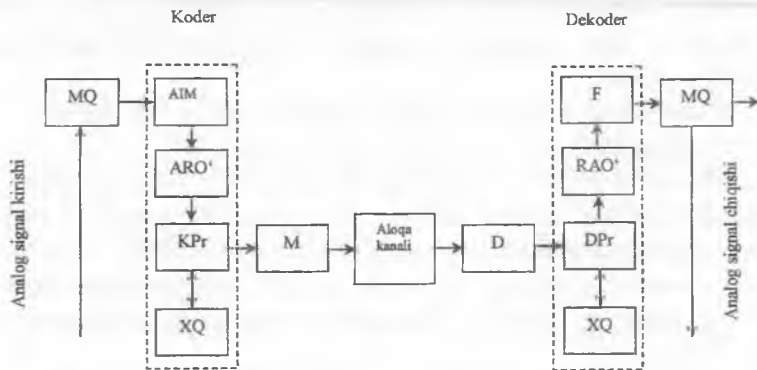 Koder
Dekoder
MQ
AIM
F
MQ
ARO‘
RAO‘
Analog signal kirishi
KPr
M
Aloqa
kanali
D
DPr
Analog signal chiqishi
XQ
XQ